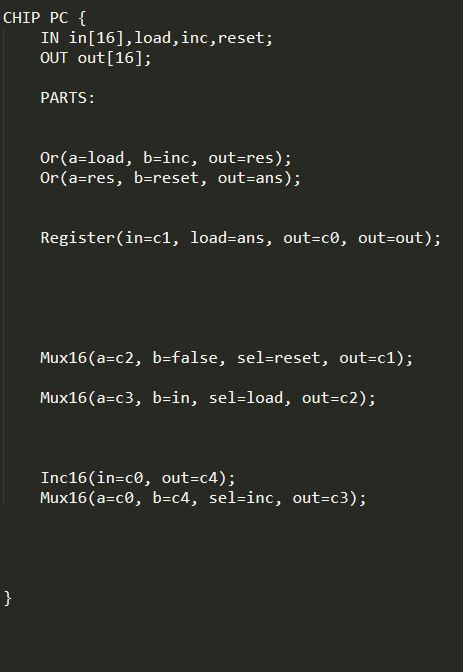 CHIP PC {
IN in[16],load,inc,reset;
OUT out[16];
PARTS:
Or(a=load, b=inc, out=res);
Or(a=res, b=reset, out=ans);
Register(in=c1, load=ans, out=c0, out=out);
Mux16(a=c2, b=false, sel=reset, out=c1);
Mux16(a=c3, b=in, sel=load, out=c2);
Inc16(in=c0, out=c4);
Mux16(a=c0, b=c4, sel=inc, out=c3);
}